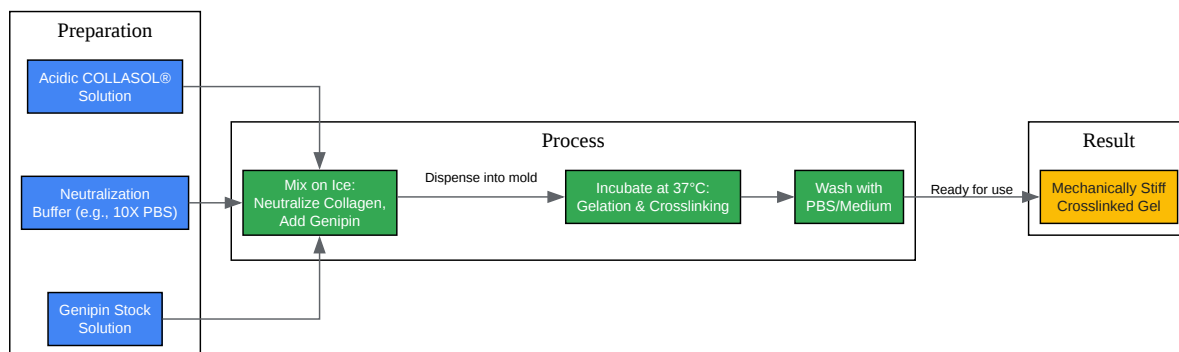 Preparation
Acidic COLLASOL®
Solution
Neutralization
Buffer (e.g., 10X PBS)
Genipin Stock
Solution
Process
Mix on Ice:
Neutralize Collagen,
Add Genipin
Dispense into mold
Incubate at 37°C:
Gelation & Crosslinking
Wash with
PBS/Medium
Ready for use
Result
Mechanically Stiff
Crosslinked Gel